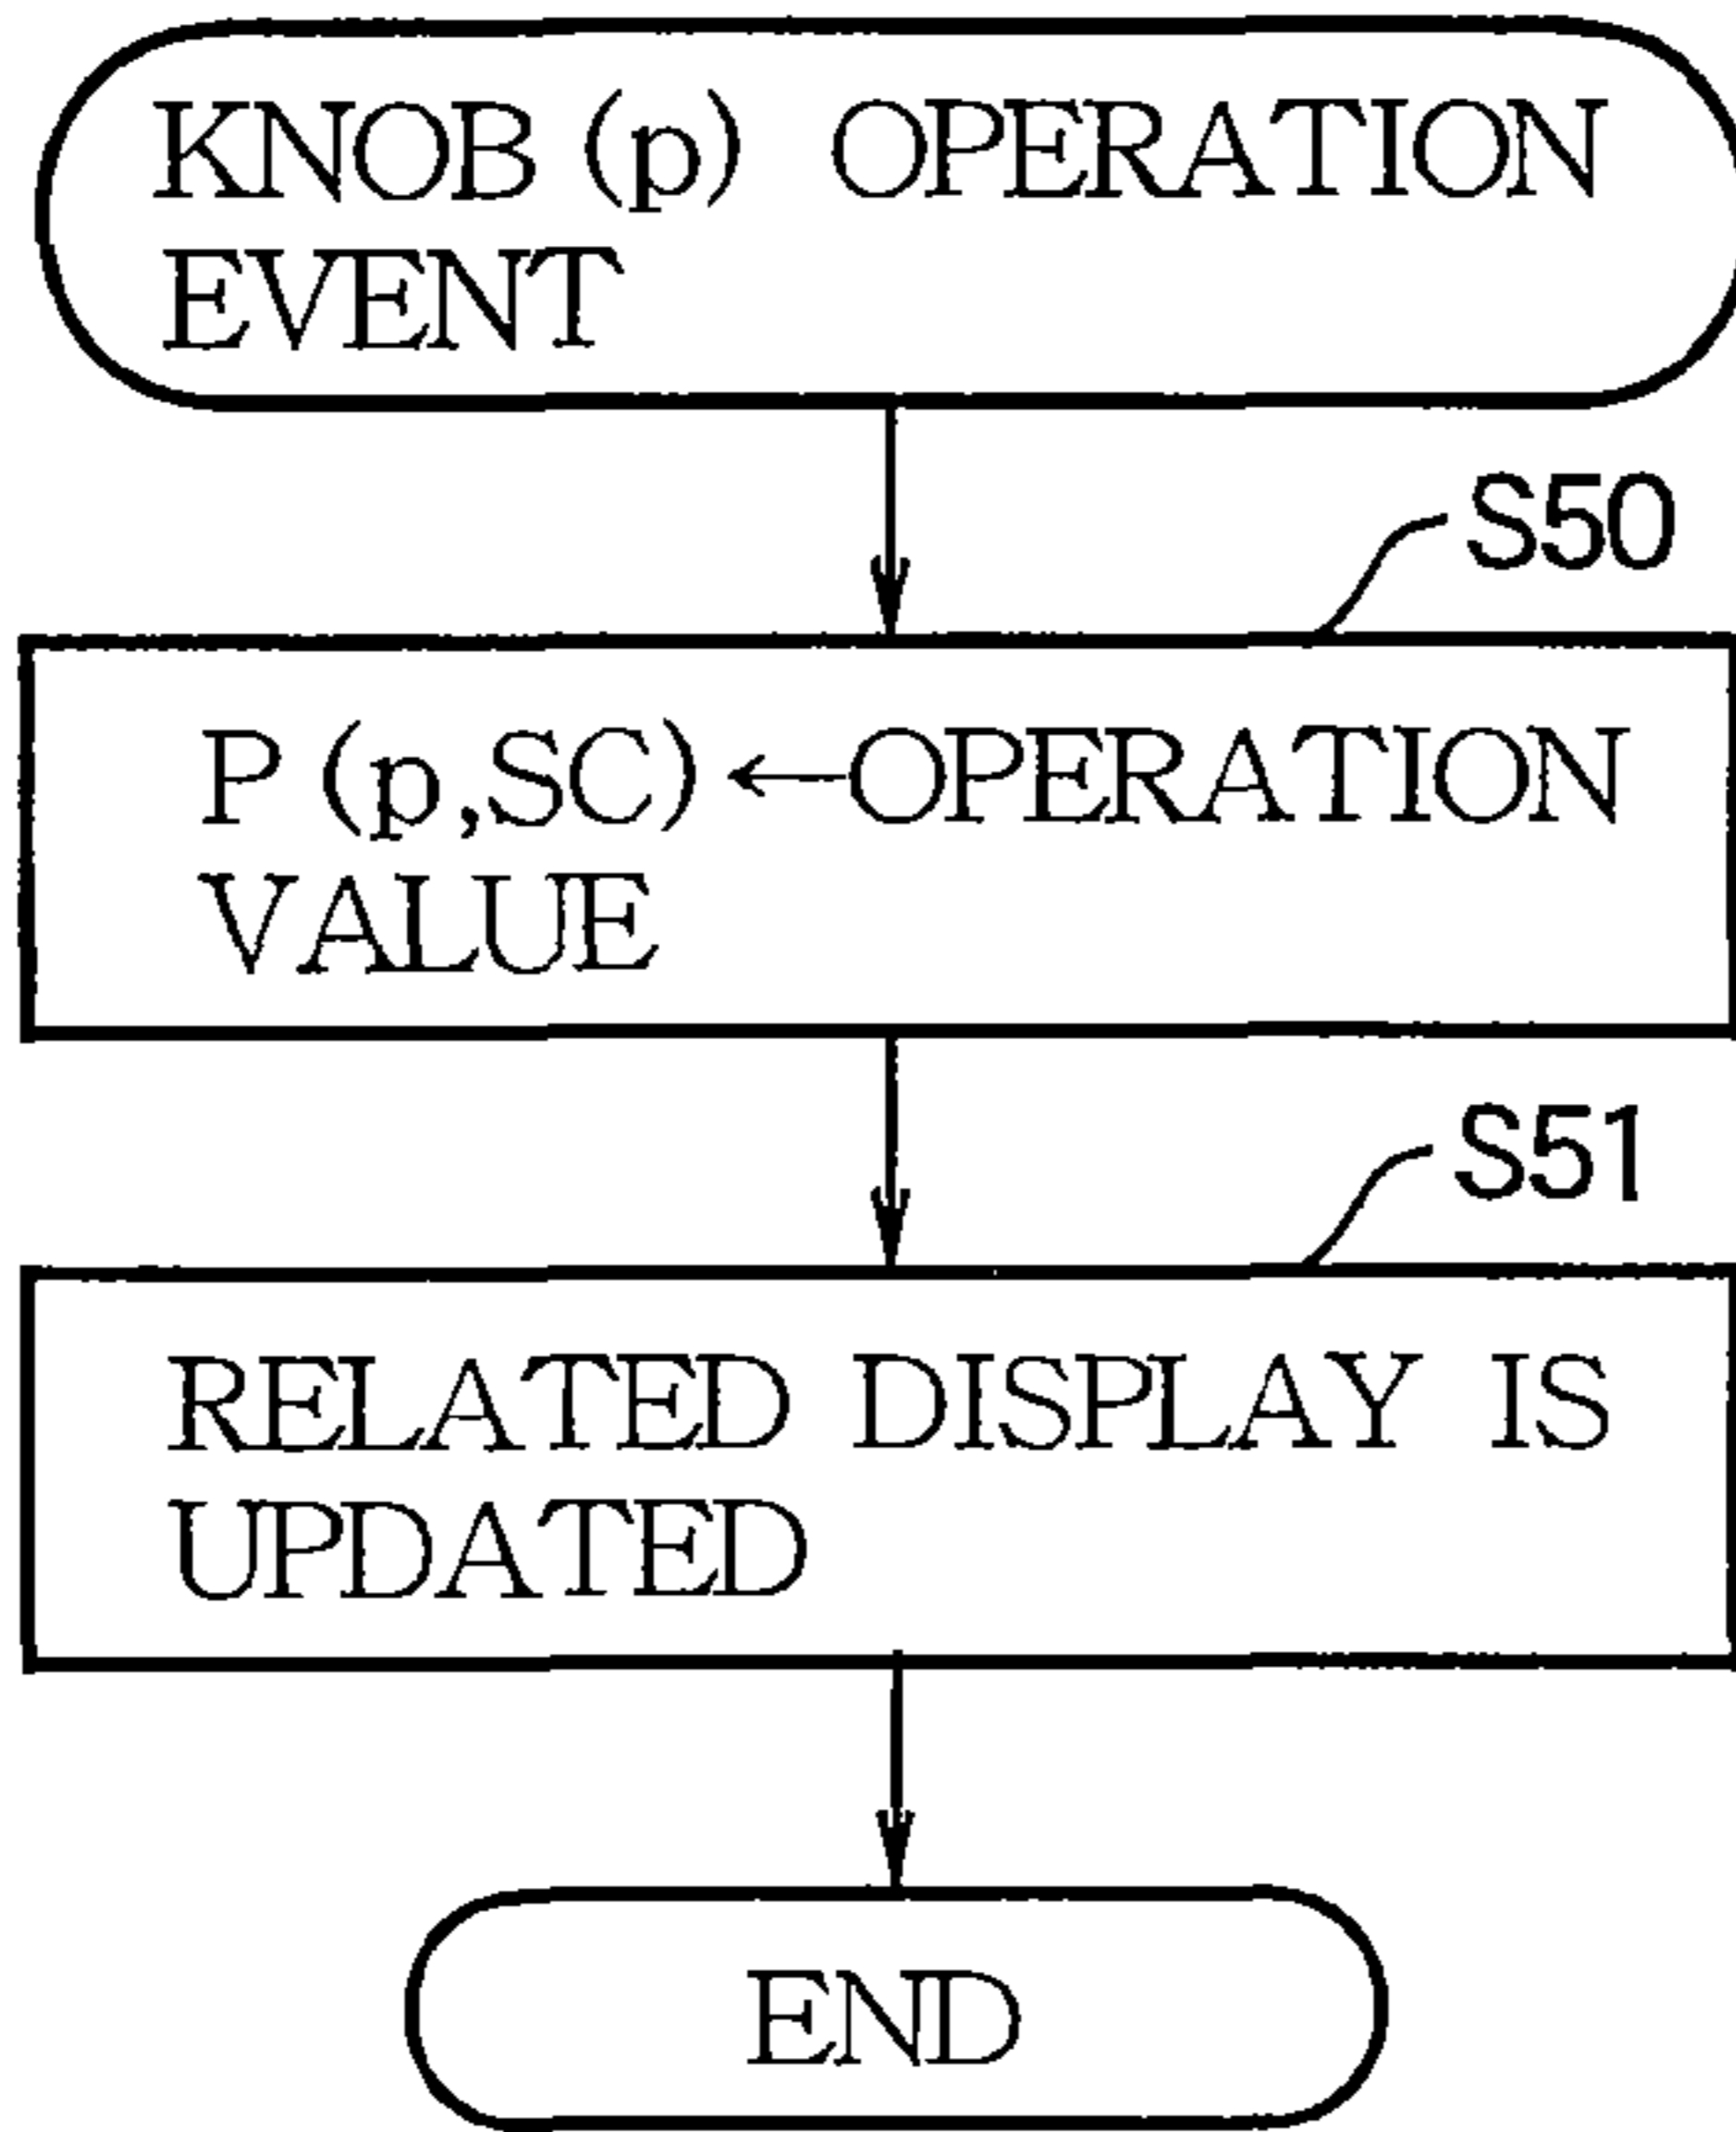 KNOB (p) OPERATION
EVENT
S50
P (p,SC)←OPERATION
VALUE
S51
RELATED DISPLAY IS
UPDATED
END